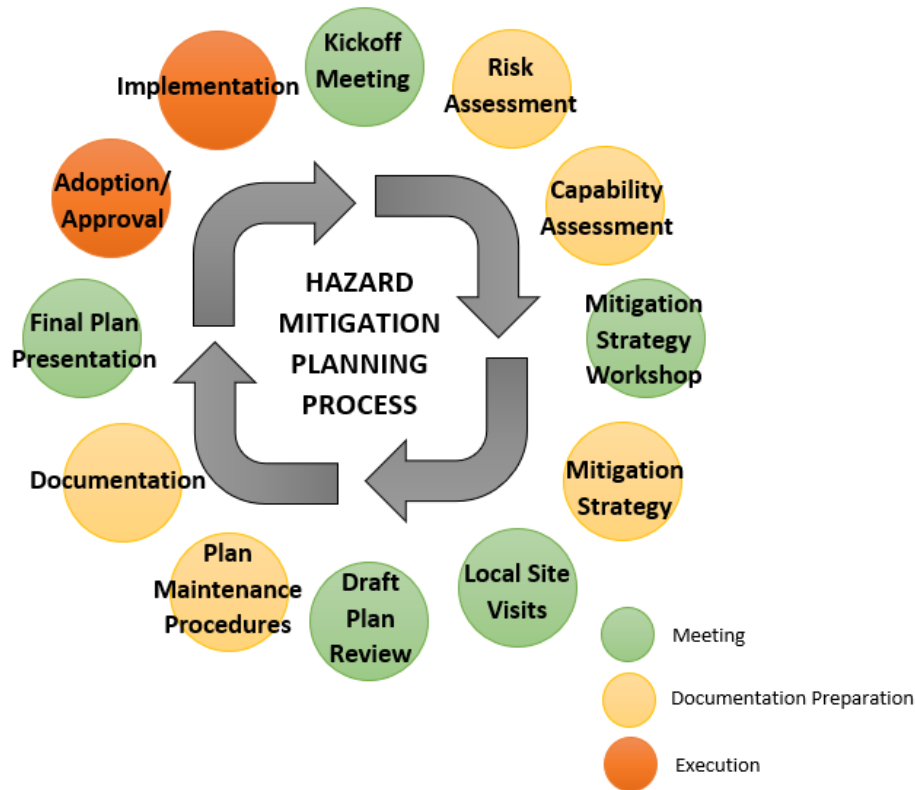 Kickoff
Meeting
Risk
Assessment
Capability
Assessment
Mitigation
Strategy
Workshop
Mitigation
Strategy
Local Site
Visits
Draft
Plan
Review
Plan
Maintenance
Procedures
Documentation
Final Plan
Presentation
Adoption/
Approval
Implementation
HAZARD
MITIGATION
PLANNING
PROCESS
Meeting
Documentation Preparation
Execution